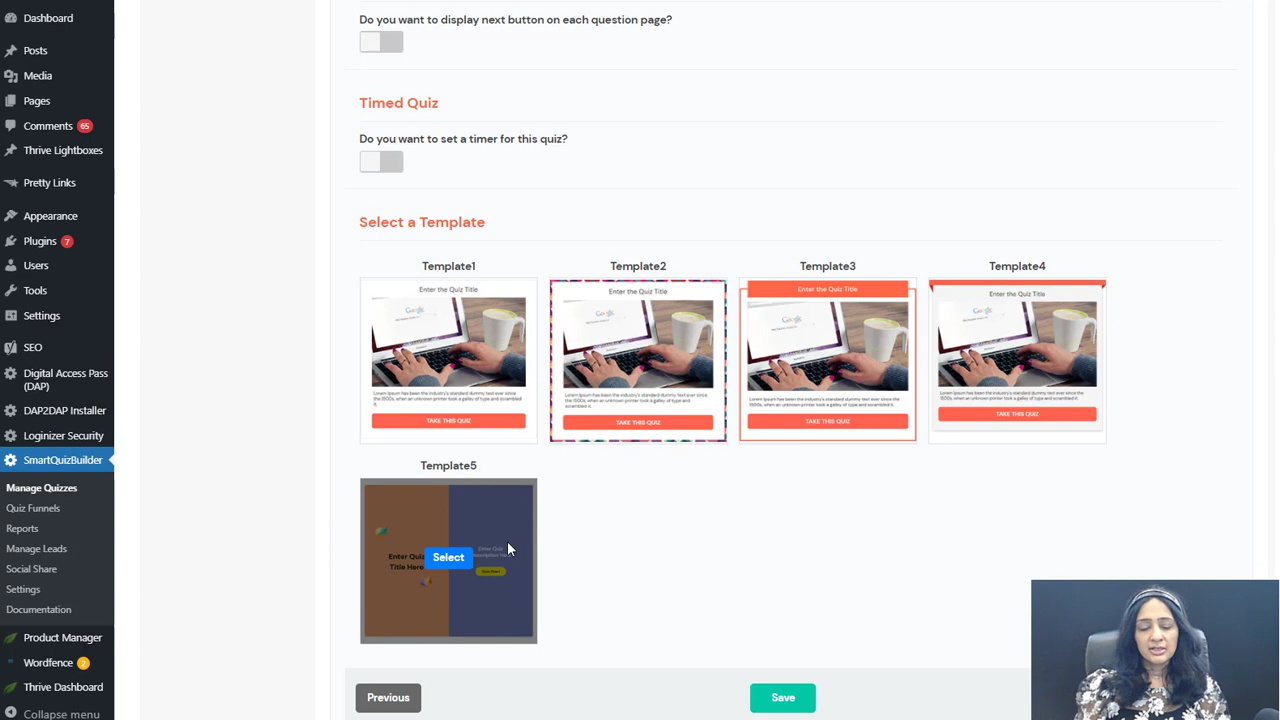 Dashboard
Posts
Media
Pages
Comments 65
Thrive Lightboxes
Pretty Links
Appearance
Plugins 7
Users
Tools
Settings
SEO
Digital Access Pass
(DAP)
DAP/DAP Installer
Loginizer Security
SmartQuizBuilder
Manage Quizzes
Quiz Funnels
Reports
Manage Leads
Social Share
Settings
Documentation
Product Manager
Wordfence 2
Thrive Dashboard
Collapse menu
Do you want to display next button on each question page?
Timed Quiz
Do you want to set a timer for this quiz?
Select a Template
Template1
Enter the Quiz Title
Google
Lorem Ipsum has been the industry's standard dummy text ever since
the 1500s, when an unknown printer took a galley of type and scrambled
it.
TAKE THIS QUIZ
Template2
Enter the Quiz Title
Google
Lorem Ipsum has been the industry's standard dummy text ever since
the 1500s, when an unknown printer took a galley of type and
scrambled it.
TAKE THIS QUIZ
Template3
Enter the Quiz Title
Google
Lorem Ipsum has been the industry's standard dummy text ever since the
1500s, when an unknown printer took a galley of type and scrambled it.
TAKE THIS QUIZ
Template4
Enter the Quiz Title
Google
Lorem Ipsum has been the industry's standard dummy text ever since the
1500s, when an unknown printer took a galley of type and scrambled it.
TAKE THIS QUIZ
Template5
Enter Quiz
Title Here
Select
Enter Quiz
Previous
Save